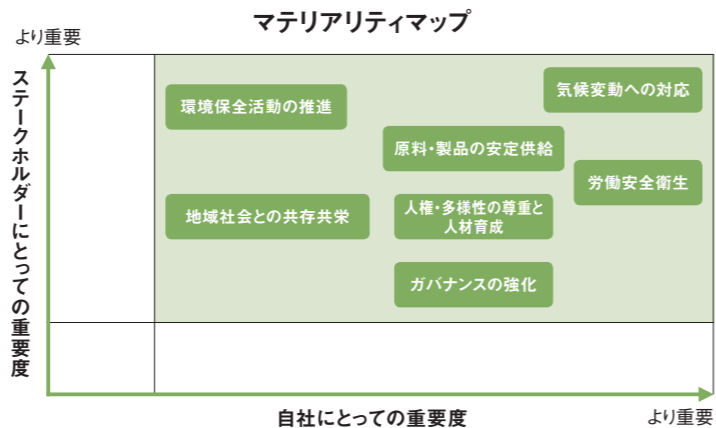 マテリアリティマップ
より重要
ステークホルダーにとっての重要度
気候変動への対応
環境保全活動の推進
原料・製品の安定供給
労働安全衛生
地域社会との共存共栄
人権・多様性の尊重と
人材育成
ガバナンスの強化
自社にとっての重要度
より重要